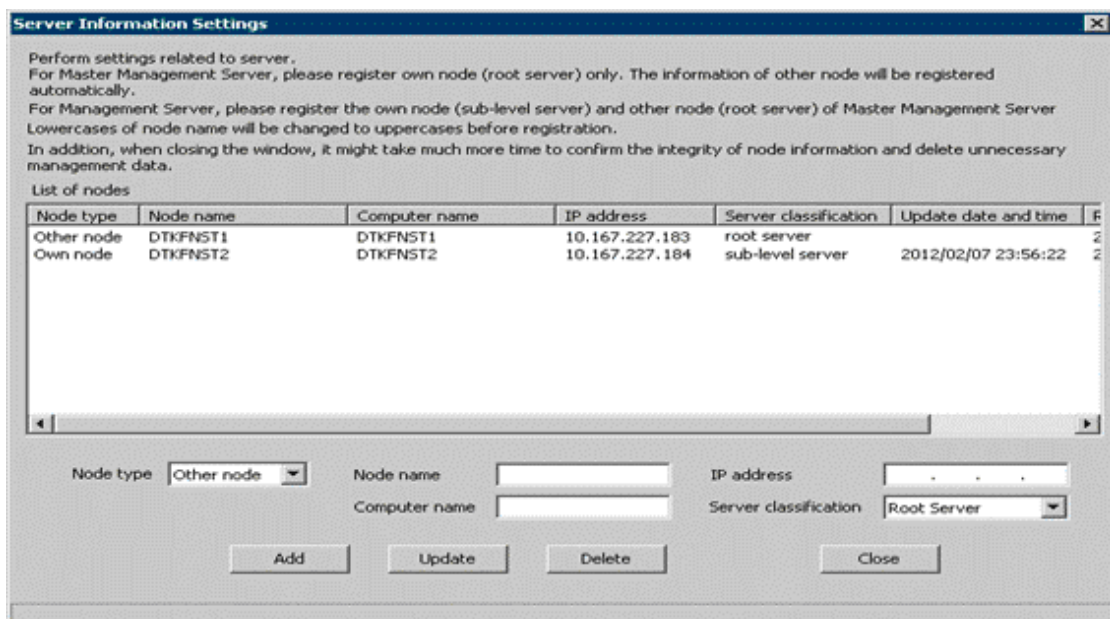 Server Information Settings
Perform settings related to server.
For Master Management Server, please register own node (root server) only. The information of other node will be registered
automatically.
For Management Server, please register the own node (sub-level server) and other node (root server) of Master Management Server
Lowercases of node name will be changed to uppercases before registration.
In addition, when closing the window, it might take much more time to confirm the integrity of node information and delete unnecessary
management data.
List of nodes
Node type Node name Computer name IP address Server classification Update date and time
Other node DTKFNST1 DTKFNST1 10.167.227.183 root server
Own node DTKFNST2 DTKFNST2 10.167.227.184 sub-level server 2012/02/07 23:56:22
Node type Other node Node name IP address . . .
Computer name Server classification Root Server
Add Update Delete Close